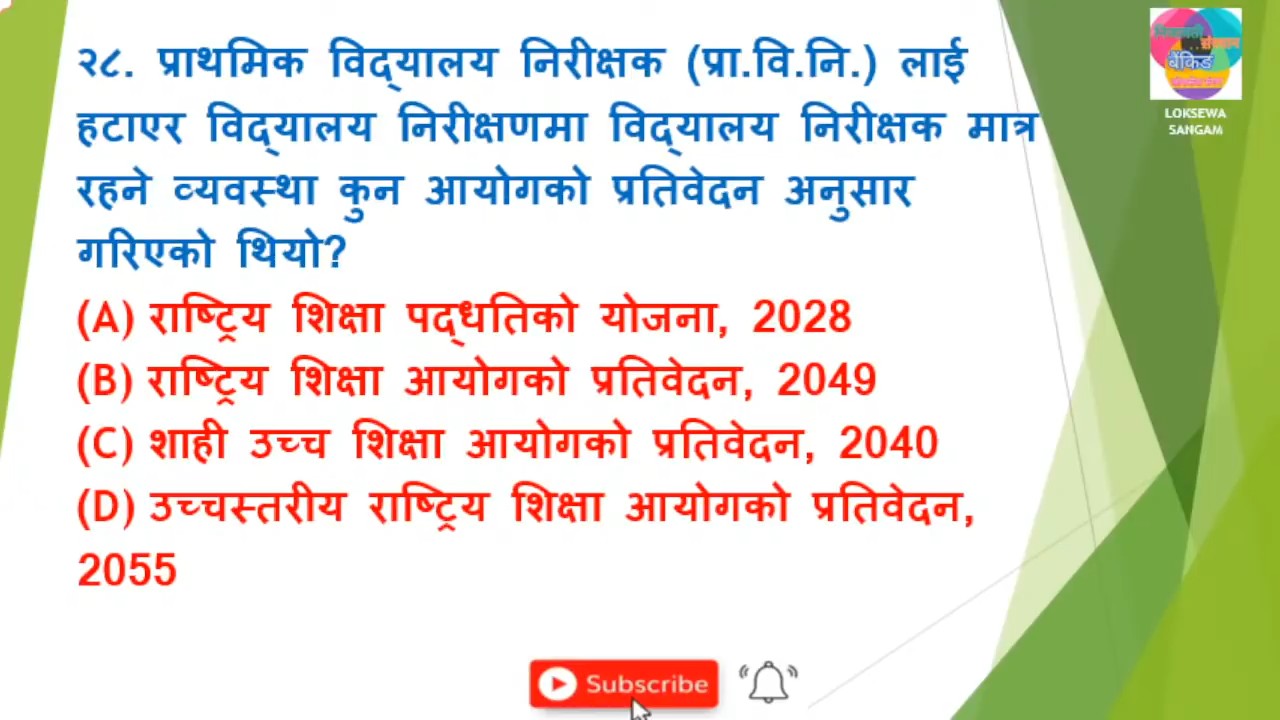 २८. प्राथमिक विद्यालय निरीक्षक (प्रा.वि.नि.) लाई
हटाएर विद्यालय निरीक्षणमा विद्यालय निरीक्षक मात्र
रहने व्यवस्था कुन आयोगको प्रतिवेदन अनुसार
गरिएको थियो?
(A) राष्ट्रिय शिक्षा पद्धतिको योजना, 2028
(B) राष्ट्रिय शिक्षा आयोगको प्रतिवेदन, 2049
(C) शाही उच्च शिक्षा आयोगको प्रतिवेदन, 2040
(D) उच्चस्तरीय राष्ट्रिय शिक्षा आयोगको प्रतिवेदन,
2055
बैंकिङ
LOKSEWA
SANGAM
Subscribe